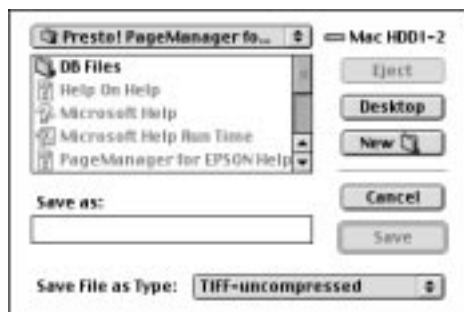 Presto! PageManager fo...
Mac HDD1-2
DB Files
Help On Help
Microsoft Help
Microsoft Help Run Time
PageManager for EPSON Help
Eject
Desktop
New
Save as:
Cancel
Save
Save File as Type: TIFF-uncompressed